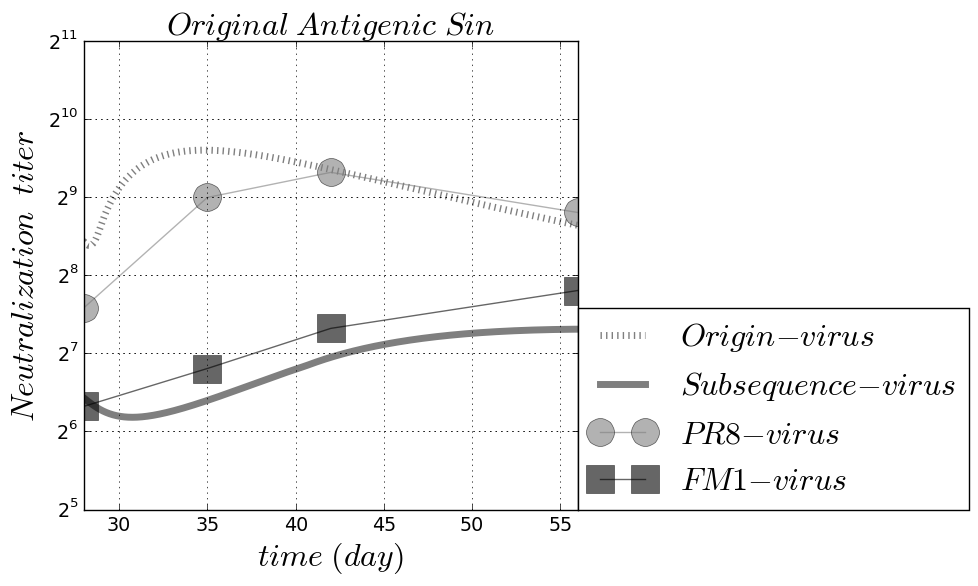 Original Antigenic Sin
2^11
2^10
2^9
2^8
2^7
2^6
2^5
Neutralization titer
30 35 40 45 50 55
time (day)
Origin−virus
Subsequence−virus
PR8−virus
FM1−virus